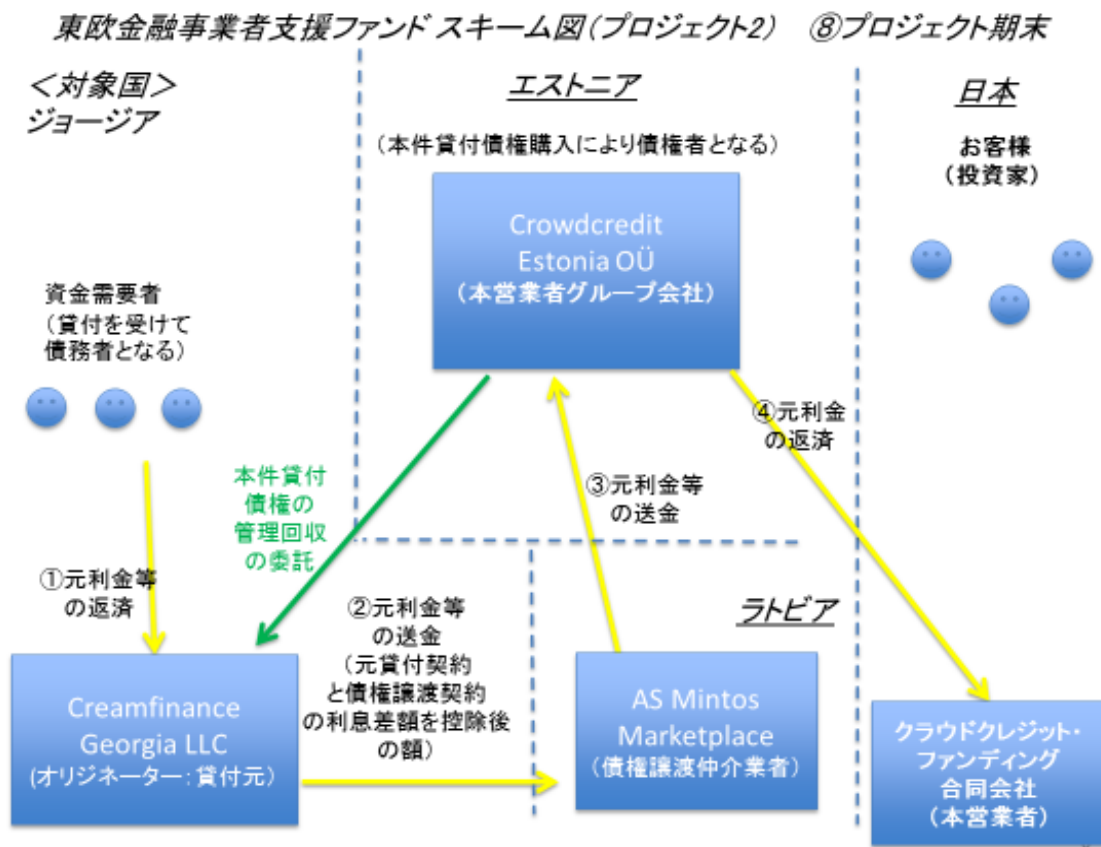 東欧金融事業者支援ファンド スキーム図(プロジェクト2) ⑧プロジェクト期末
＜対象国＞
ジョージア
エストニア
日本
（本件貸付債権購入により債権者となる）
お客様
（投資家）
Crowdcredit
Estonia OÜ
（本営業者グループ会社）
資金需要者
（貸付を受けて
債務者となる）
④元利金
の返済
本件貸付
債権の
管理回収
の委託
③元利金等
の送金
①元利金等
の返済
②元利金等
の送金
（元貸付契約
と債権譲渡契約
の利息差額を控除後
の額）
ラトビア
Creamfinance
Georgia LLC
(オリジネーター：貸付元）
AS Mintos
Marketplace
（債権譲渡仲介業者）
クラウドクレジット・
ファンディング
合同会社
（本営業者）